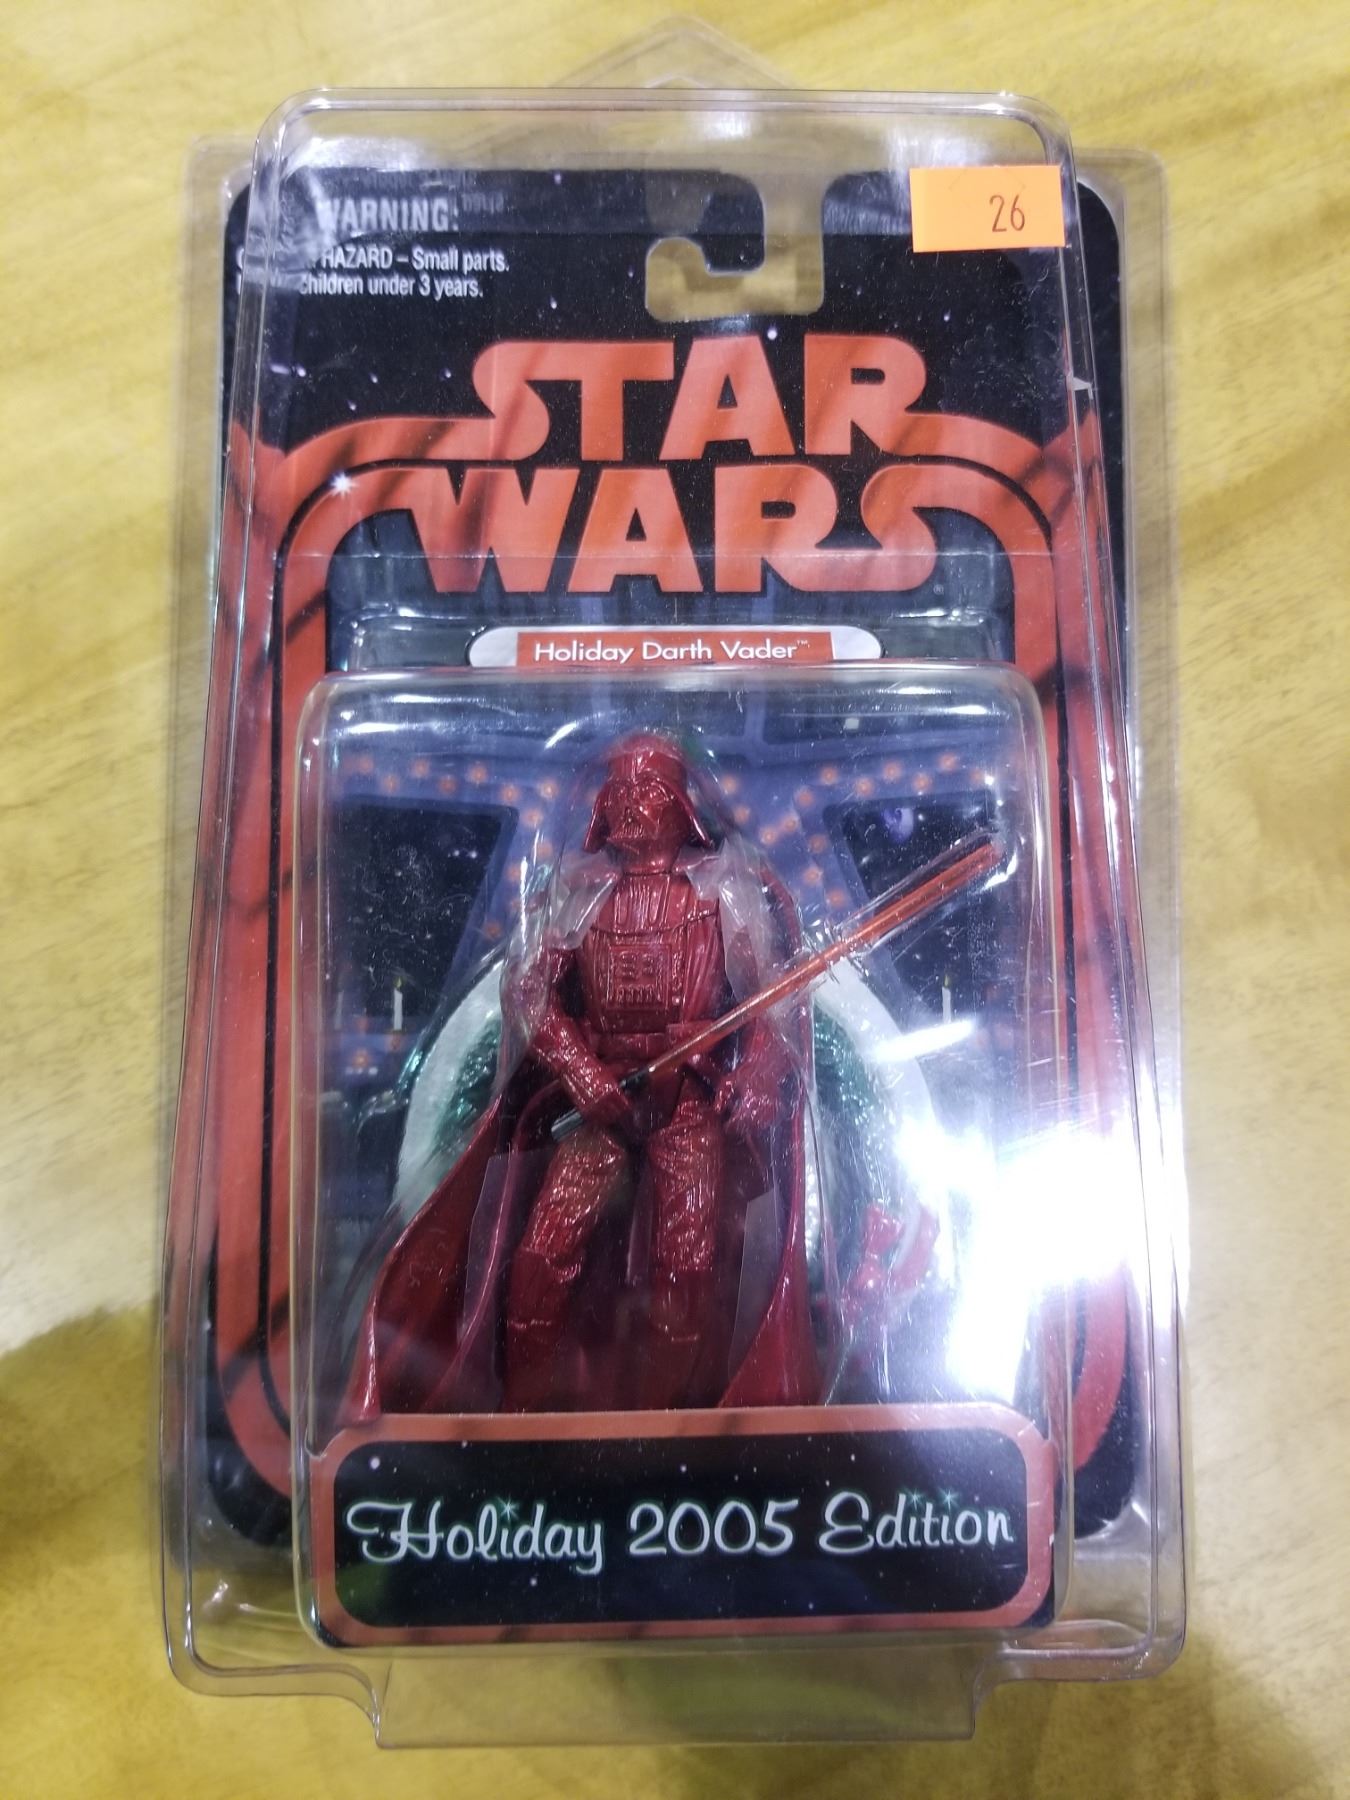 WARNING:
HAZARD – Small parts.
children under 3 years.
26
STAR
WARS®
Holiday Darth Vader™
Holiday 2005 Edition